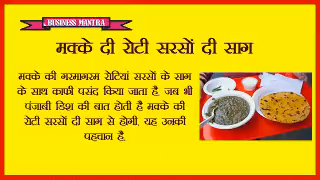 BUSINESS MANTRA
मक्के दी रोटी सरसों दी साग
मक्के की गरमागरम रोटियां सरसों के साग
के साथ काफी पसंद किया जाता है. जब भी
पंजाबी डिश की बात होती है मक्के की
रोटी सरसों दी साग से होगी, यह उनकी
पहचान है.